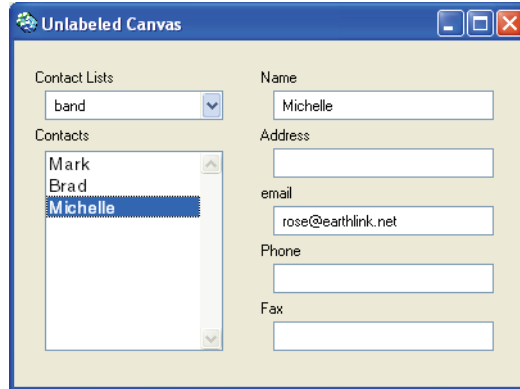 Unlabeled Canvas
Contact Lists
band
Contacts
Mark
Brad
Michelle
Name
Michelle
Address
email
rose@earthlink.net
Phone
Fax